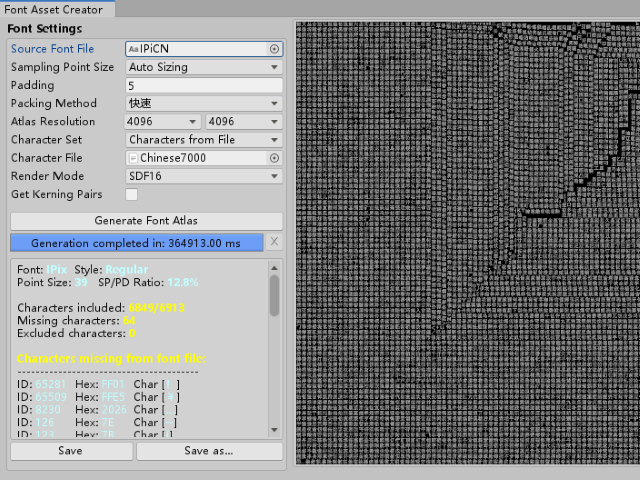 Font Asset Creator
Font Settings
Source Font File IPiCN
Sampling Point Size Auto Sizing
Padding 5
Packing Method 快速
Atlas Resolution 4096 4096
Character Set Characters from File
Character File Chinese7000
Render Mode SDF16
Get Kerning Pairs
Generate Font Atlas
Generation completed in: 364913.00 ms X
Font: IPix Style: Regular
Point Size: 39 SP/PD Ratio: 12.8%
Characters included: 6849/6913
Missing characters: 64
Excluded characters: 0
Characters missing from font file:
----------------------------------------
ID: 65281 Hex: FF01 Char [ ]
ID: 65509 Hex: FFE5 Char [ ]
ID: 8230 Hex: 2026 Char [ ]
ID: 126 Hex: 7E Char [ ]
ID: 123 Hex: 7B Char [ ]
Save Save as...